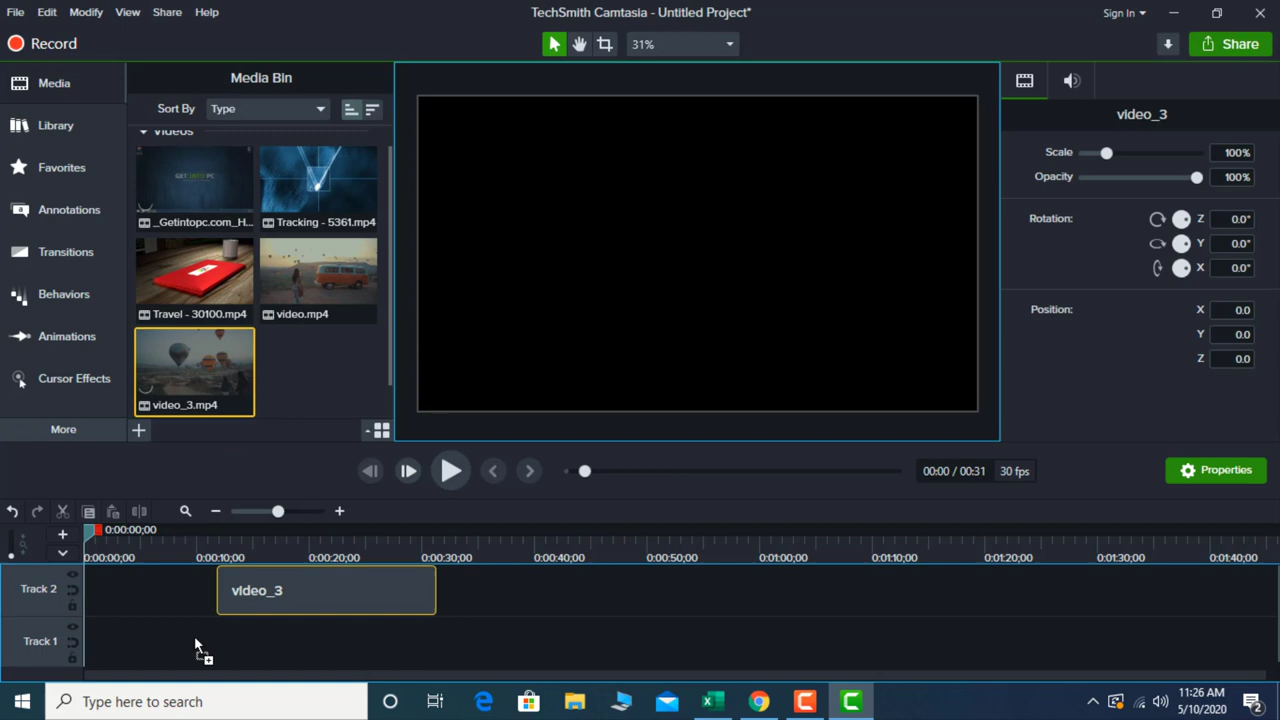 File Edit Modify View Share Help
TechSmith Camtasia - Untitled Project*
Sign In
Record
31%
Share
Media
Library
Favorites
Annotations
Transitions
Behaviors
Animations
Cursor Effects
More
Media Bin
Sort By Type
Videos
GET INTO PC
_Getintopc.com_H... Tracking - 5361.mp4
Travel - 30100.mp4 video.mp4
video_3.mp4
video_3
Scale 100%
Opacity 100%
Rotation: Z 0.0°
Y 0.0°
X 0.0°
Position: X 0.0
Y 0.0
Z 0.0
00:00 / 00:31 30 fps
Properties
0:00:00;00
0:00:00;00 0:00:10;00 0:00:20;00 0:00:30;00 0:00:40;00 0:00:50;00 0:01:00;00 0:01:10;00 0:01:20;00 0:01:30;00 0:01:40;00
Track 2
video_3
Track 1
Type here to search
11:26 AM
5/10/2020
2